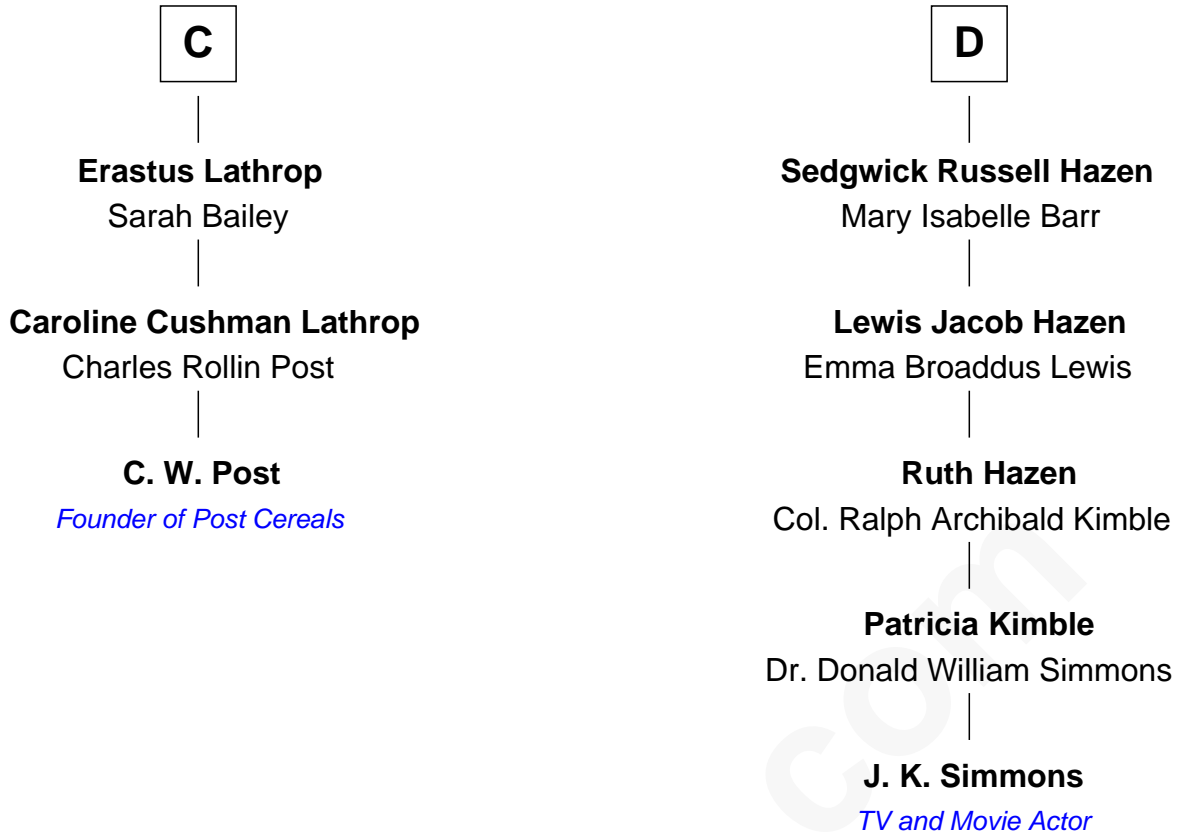 C
Erastus Lathrop
Sarah Bailey
Caroline Cushman Lathrop
Charles Rollin Post
C. W. Post
Founder of Post Cereals
D
Sedgwick Russell Hazen
Mary Isabelle Barr
Lewis Jacob Hazen
Emma Broaddus Lewis
Ruth Hazen
Col. Ralph Archibald Kimble
Patricia Kimble
Dr. Donald William Simmons
J. K. Simmons
TV and Movie Actor
com